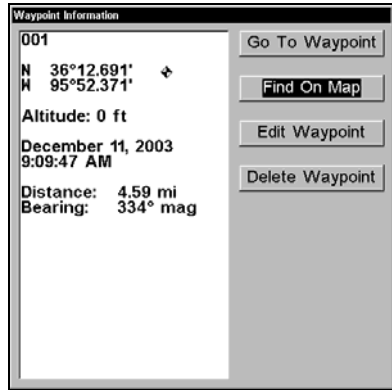 Waypoint Information
001
N 36°12.691'
W 95°52.371'
Altitude: 0 ft
December 11, 2003
9:09:47 AM
Distance: 4.59 mi
Bearing: 334° mag
Go To Waypoint
Find On Map
Edit Waypoint
Delete Waypoint